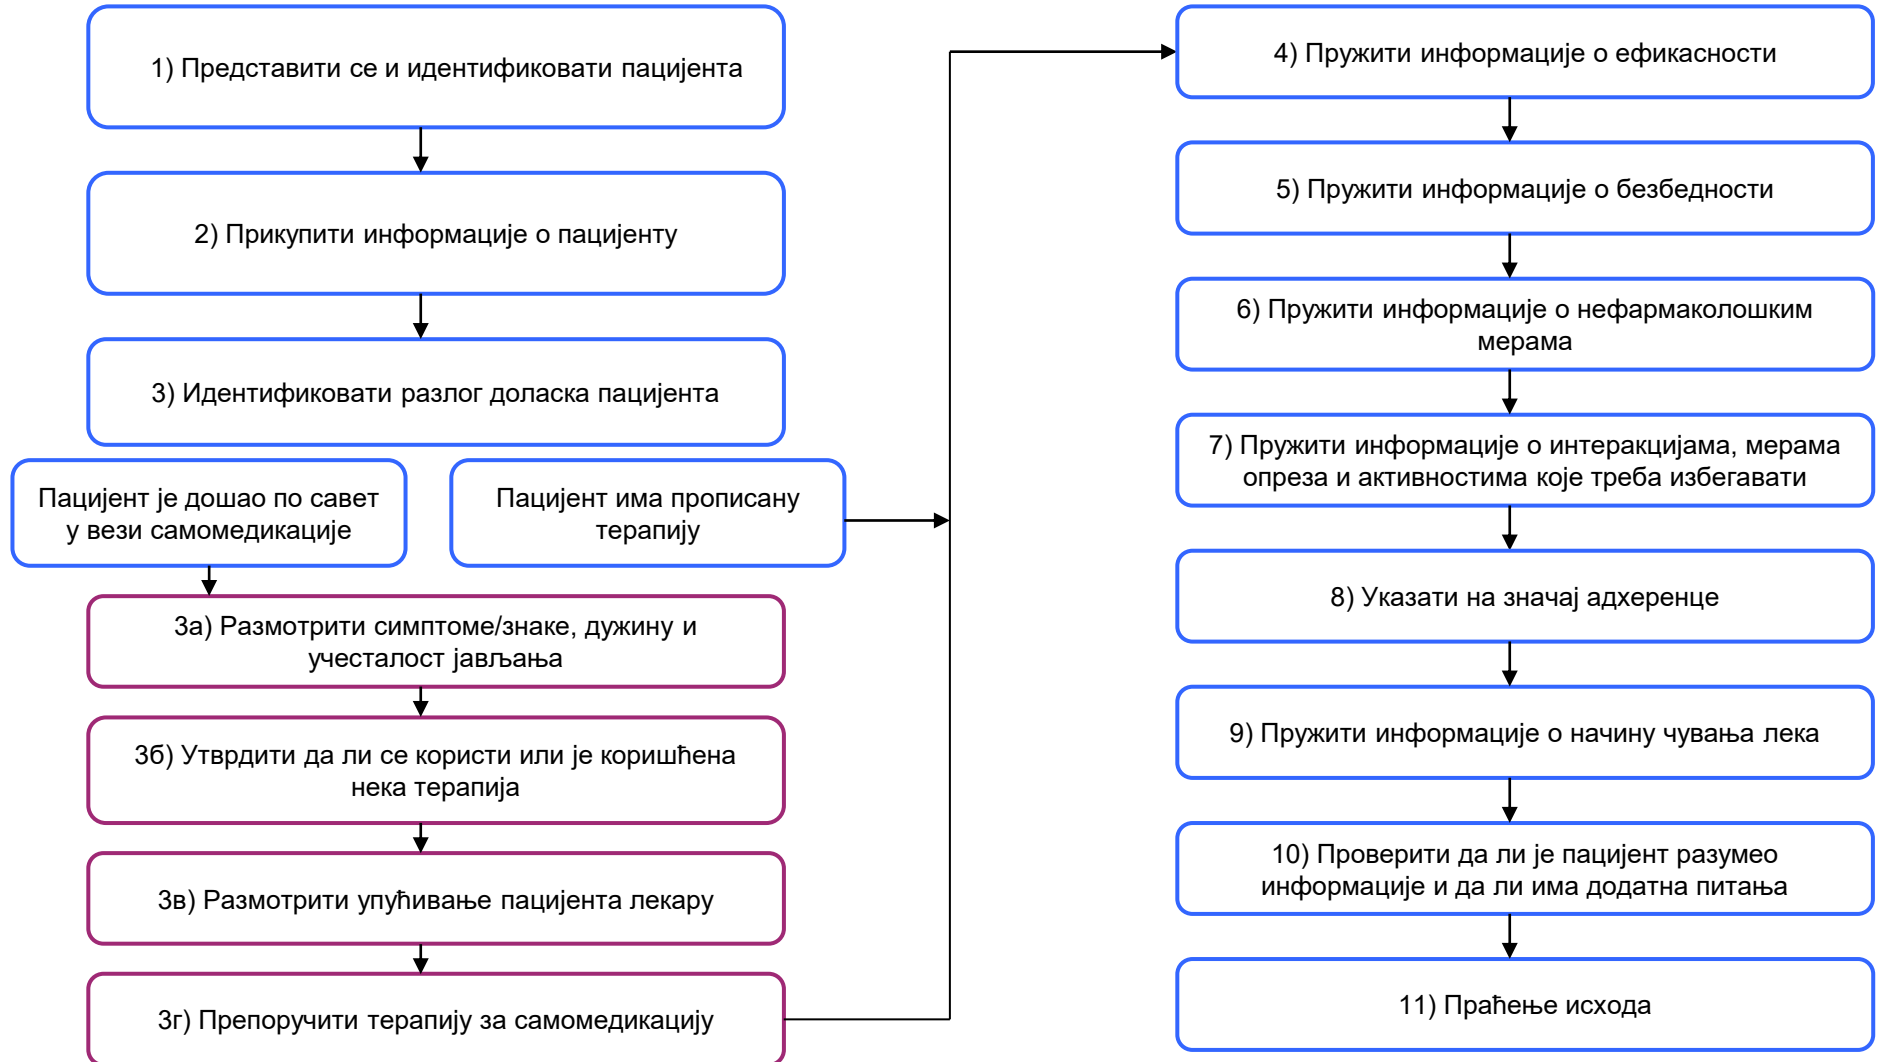 1) Представити се и идентификовати пацијента
2) Прикупити информације о пацијенту
3) Идентификовати разлог доласка пацијента
Пацијент је дошао по савет
у вези самомедикације
Пацијент има прописану
терапију
3а) Размотрити симптоме/знаке, дужину и
учесталост јављања
3б) Утврдити да ли се користи или је коришћена
нека терапија
3в) Размотрити упућивање пацијента лекару
3г) Препоручити терапију за самомедикацију
4) Пружити информације о ефикасности
5) Пружити информације о безбедности
6) Пружити информације о нефармаколошким
мерама
7) Пружити информације о интеракцијама, мерама
опреза и активностима које треба избегавати
8) Указати на значај адхеренце
9) Пружити информације о начину чувања лека
10) Проверити да ли је пацијент разумео
информације и да ли има додатна питања
11) Праћење исхода